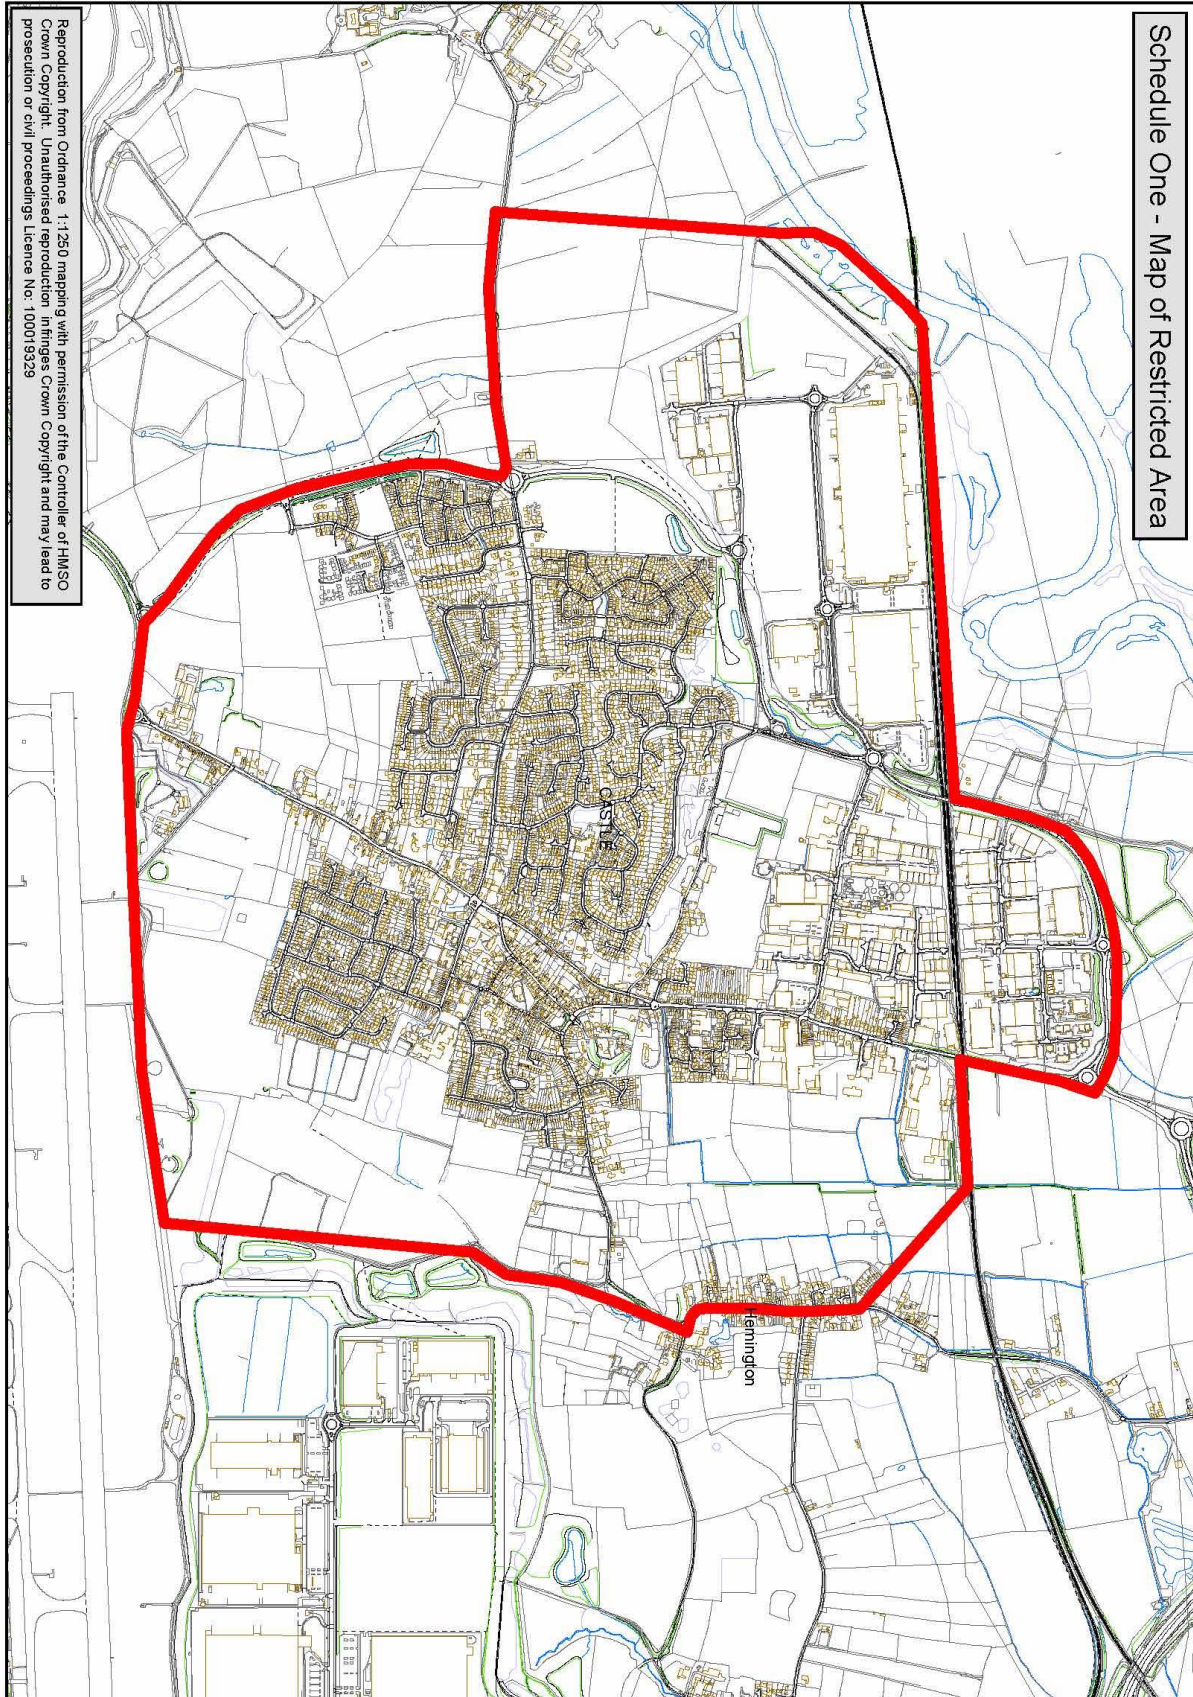 Schedule One - Map of Restricted Area
CASTLE
Hemington
Reproduction from Ordnance 1:1250 mapping with permission of the Controller of HMSO
Crown Copyright. Unauthorised reproduction infringes Crown Copyright and may lead to
prosecution or civil proceedings Licence No: 100019329